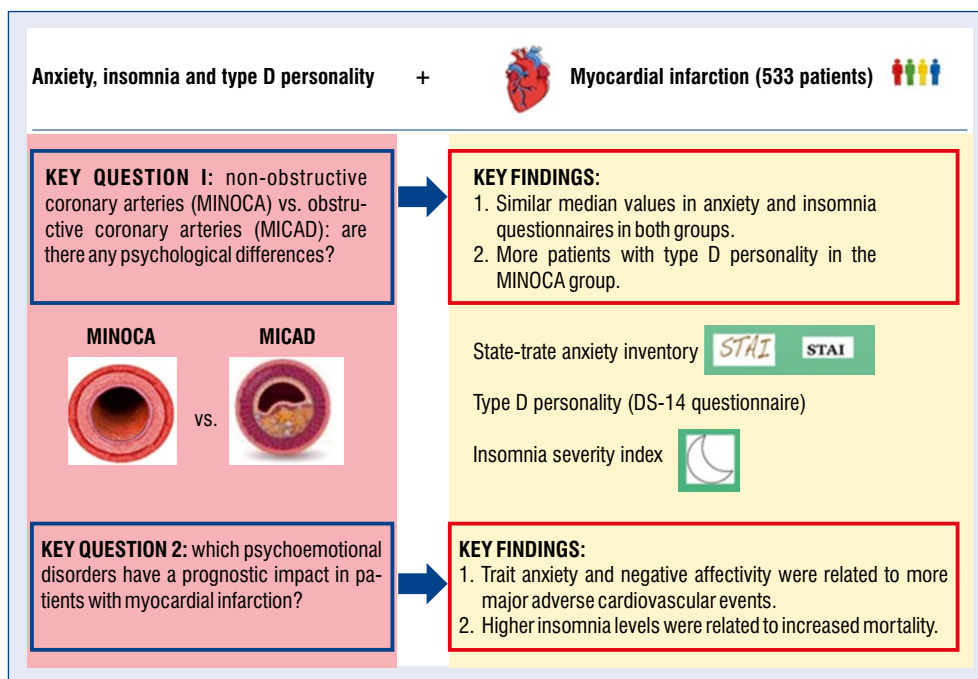 Anxiety, insomnia and type D personality + Myocardial infarction (533 patients)
KEY QUESTION I: non-obstructive
coronary arteries (MINOCA) vs. obstru-
ctive coronary arteries (MICAD): are
there any psychological differences?
KEY FINDINGS:
1. Similar median values in anxiety and insomnia
questionnaires in both groups.
2. More patients with type D personality in the
MINOCA group.
MINOCA
MICAD
vs.
State-trate anxiety inventory STAI STAI
Type D personality (DS-14 questionnaire)
Insomnia severity index
KEY QUESTION 2: which psychoemotional
disorders have a prognostic impact in pa-
tients with myocardial infarction?
KEY FINDINGS:
1. Trait anxiety and negative affectivity were related to more
major adverse cardiovascular events.
2. Higher insomnia levels were related to increased mortality.